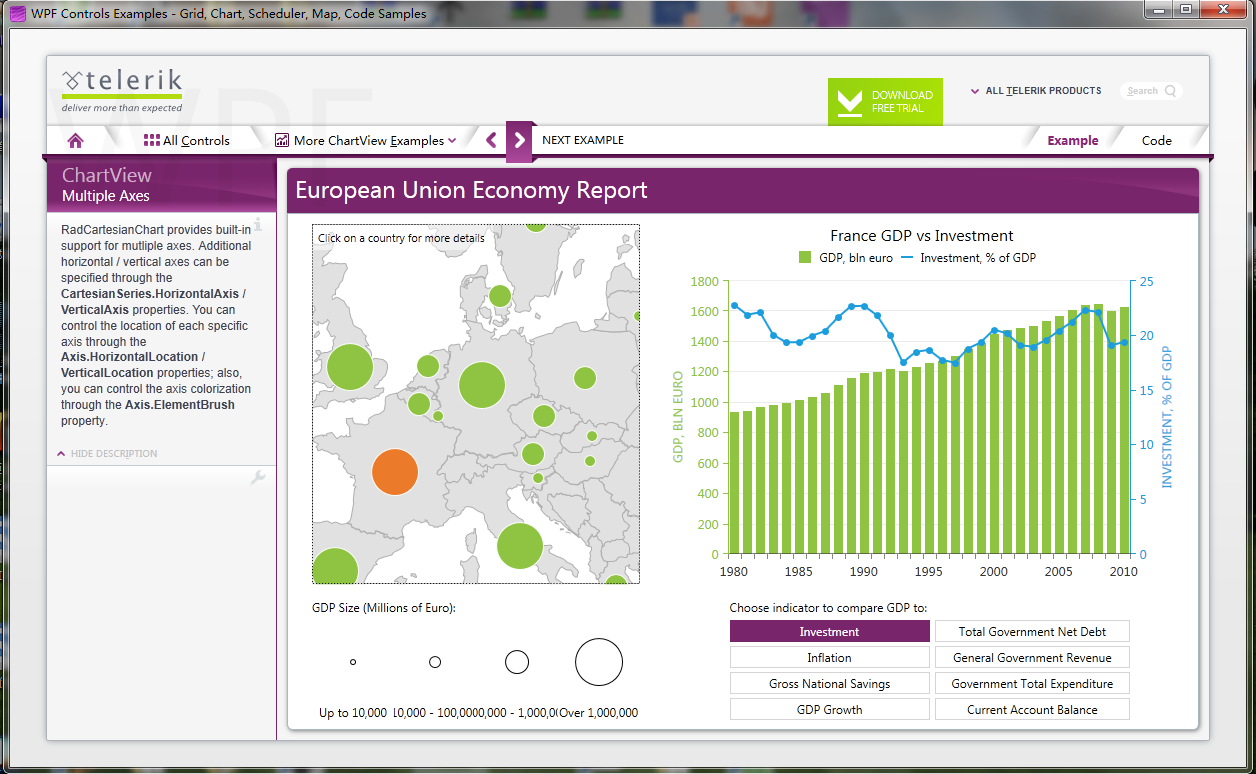 WPF Controls Examples - Grid, Chart, Scheduler, Map, Code Samples
WPF
telerik
deliver more than expected
DOWNLOAD
FREE TRIAL
ALL TELERIK PRODUCTS
Search
All Controls
More ChartView Examples
NEXT EXAMPLE
Example
Code
ChartView
Multiple Axes
RadCartesianChart provides built-in
support for mutliple axes. Additional
horizontal / vertical axes can be
specified through the
CartesianSeries.HorizontalAxis /
VerticalAxis properties. You can
control the location of each specific
axis through the
Axis.HorizontalLocation /
VerticalLocation properties; also,
you can control the axis colorization
through the Axis.ElementBrush
property.
HIDE DESCRIPTION
European Union Economy Report
Click on a country for more details
GDP Size (Millions of Euro):
Up to 10,000 10,000 - 100,000 000 - 1,000,0 Over 1,000,000
France GDP vs Investment
GDP, bln euro Investment, % of GDP
GDP, BLN EURO
1800
1600
1400
1200
1000
800
600
400
200
0
25
20
15
10
5
0
INVESTMENT, % OF GDP
1980 1985 1990 1995 2000 2005 2010
Choose indicator to compare GDP to:
Investment Total Government Net Debt
Inflation General Government Revenue
Gross National Savings Government Total Expenditure
GDP Growth Current Account Balance